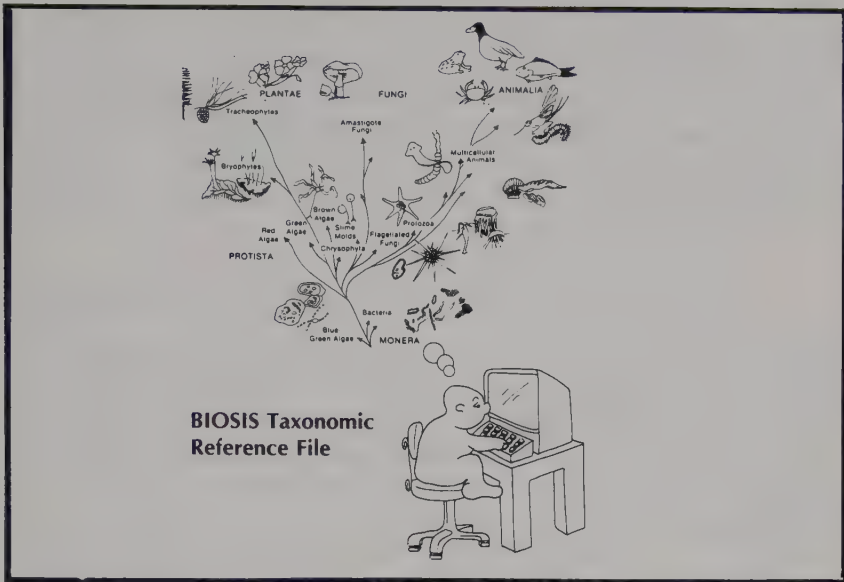 PLANTAE
FUNGI
ANIMALIA
Tracheophytes
Amastigote
Fungi
Multicellular
Animals
Bryophytes
Brown
Algae
Slime
Molds
Green
Algae
Red
Algae
Protozoa
Flagellated
Fungi
Chrysophyta
PROTISTA
Bacteria
Blue
Green Algae
MONERA
BIOSIS Taxonomic
Reference File